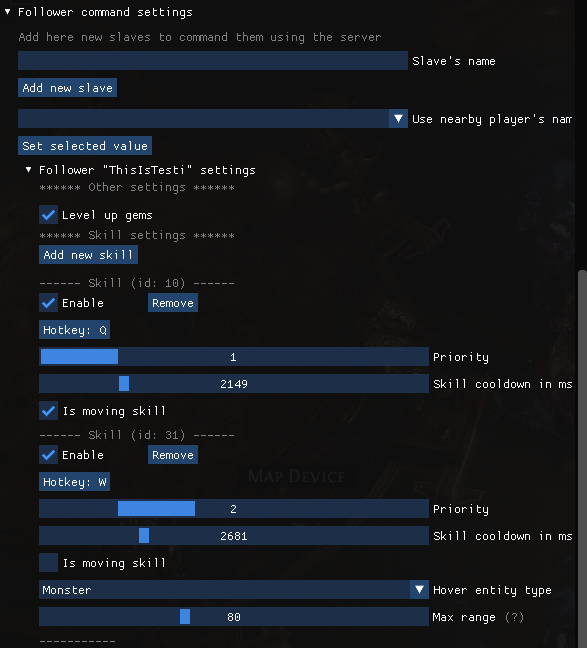 Follower command settings
Add here new slaves to command them using the server
Slave's name
Add new slave
Use nearby player's nam
Set selected value
Follower "ThisIsTesti" settings
****** Other settings ******
Level up gems
****** Skill settings ******
Add new skill
------ Skill (id: 10) ------
Enable Remove
Hotkey: Q
1 Priority
2149 Skill cooldown in ms
Is moving skill
------ Skill (id: 31) ------
Enable Remove
Map Device
Hotkey: W
2 Priority
2681 Skill cooldown in ms
Is moving skill
Monster Hover entity type
80 Max range (?)
-----------